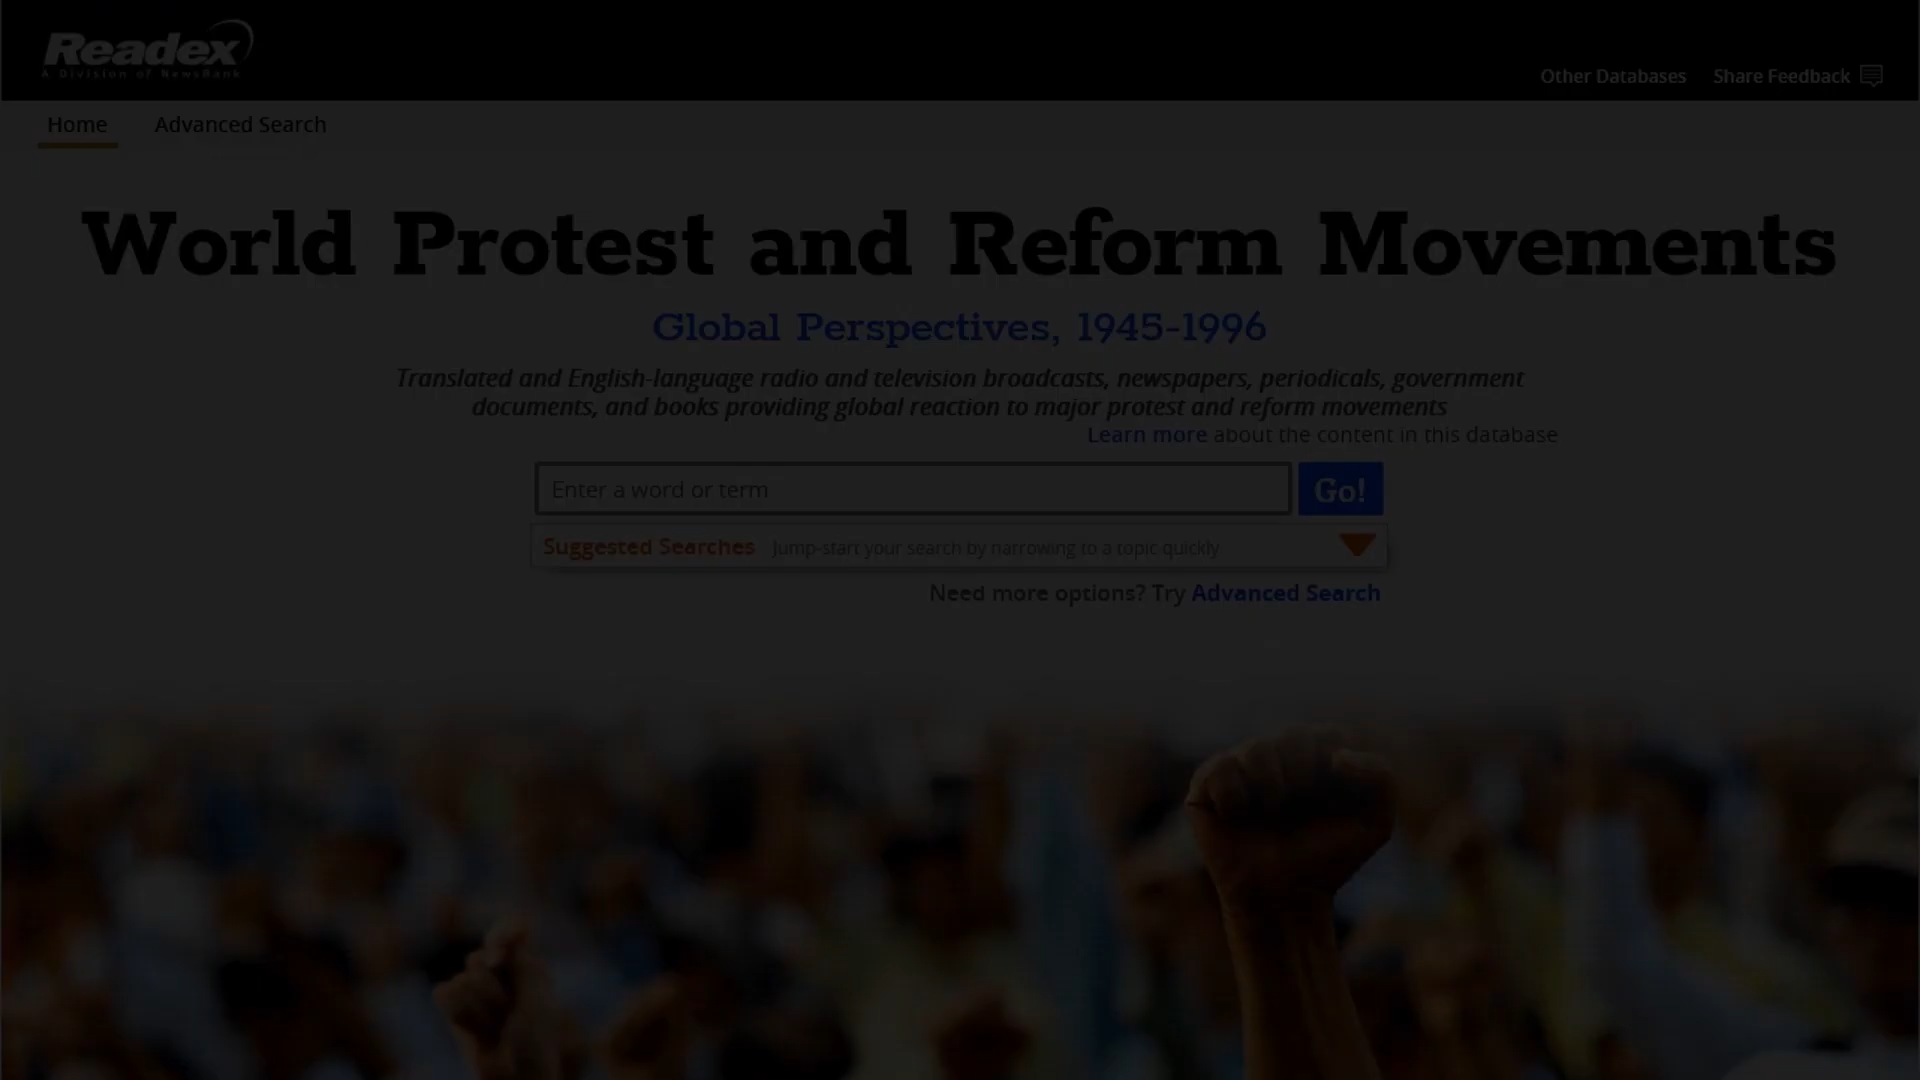 Readex
A Division of NewsBank
Other Databases
Share Feedback
Home
Advanced Search
World Protest and Reform Movements
Global Perspectives, 1945-1996
Translated and English-language radio and television broadcasts, newspapers, periodicals, government
documents, and books providing global reaction to major protest and reform movements
Learn more about the content in this database
Enter a word or term
Go!
Suggested Searches Jump-start your search by narrowing to a topic quickly
Need more options? Try Advanced Search